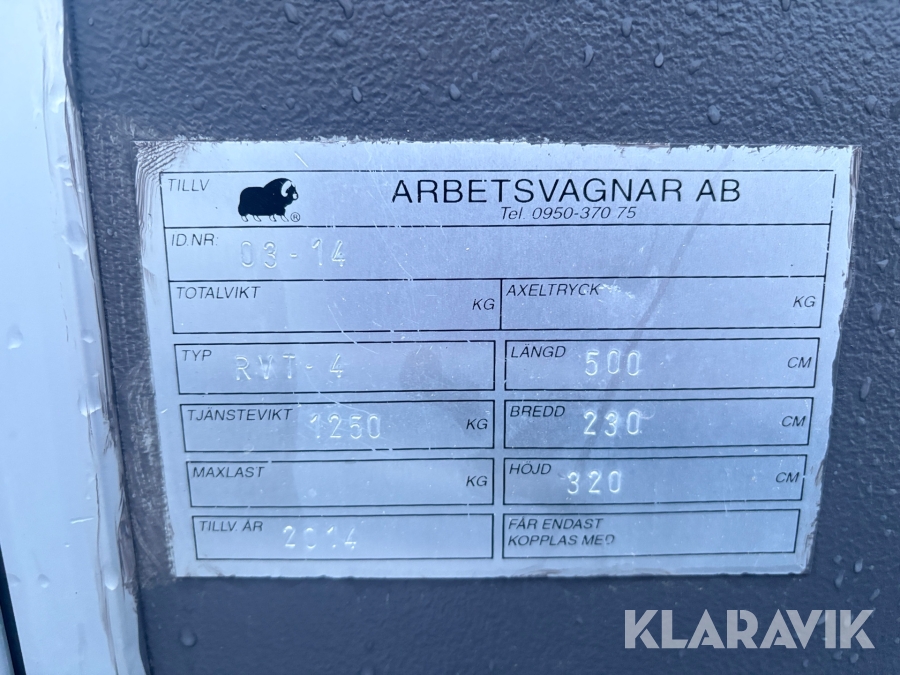 TILLV
® ARBETSVAGNAR AB
Tel. 0950-370 75
ID.NR: 03-14
TOTALVIKT KG AXELTRYCK KG
TYP RVT-4 LÄNGD 500 CM
TJÄNSTEVIKT 1250 KG BREDD 230 CM
MAXLAST KG HÖJD 320 CM
TILLV. ÅR 2014 FÅR ENDAST
KOPPLAS MED
KLARAVIK